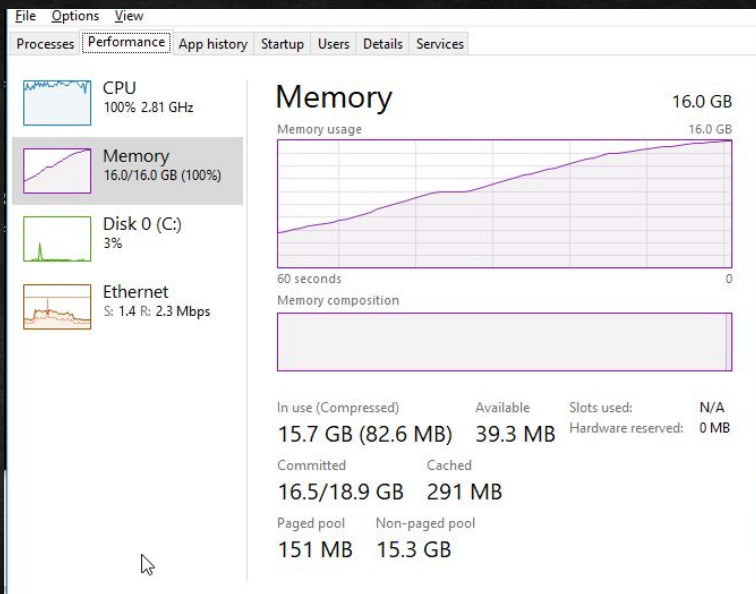 File Options View
Processes Performance App history Startup Users Details Services
CPU
100% 2.81 GHz
Memory
16.0/16.0 GB (100%)
Disk 0 (C:)
3%
Ethernet
S: 1.4 R: 2.3 Mbps
Memory 16.0 GB
Memory usage 16.0 GB
60 seconds 0
Memory composition
In use (Compressed) Available Slots used: N/A
15.7 GB (82.6 MB) 39.3 MB Hardware reserved: 0 MB
Committed Cached
16.5/18.9 GB 291 MB
Paged pool Non-paged pool
151 MB 15.3 GB